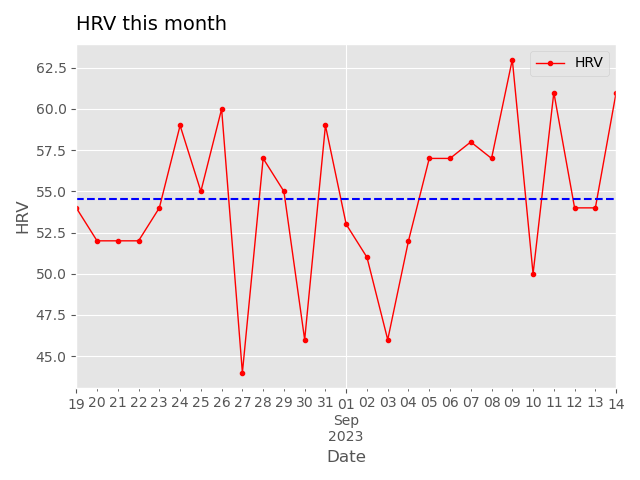 HRV this month
HRV
62.5
60.0
57.5
55.0
52.5
50.0
47.5
45.0
HRV
19 20 21 22 23 24 25 26 27 28 29 30 31 01 02 03 04 05 06 07 08 09 10 11 12 13 14
Sep
2023
Date